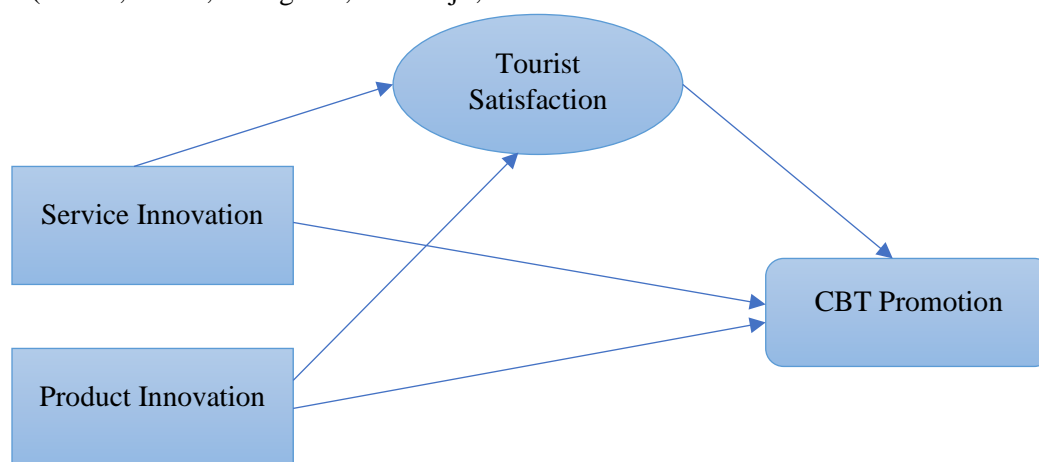 Tourist
Satisfaction
Service Innovation
CBT Promotion
Product Innovation